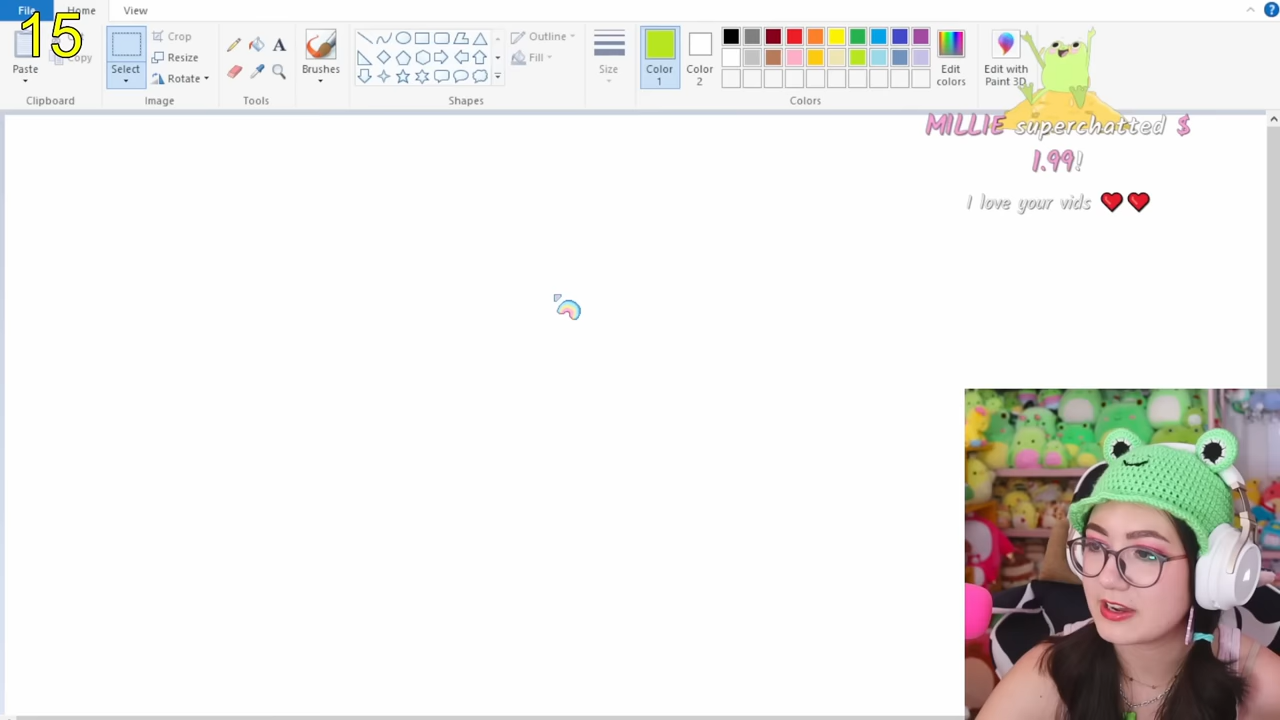 File
Home
View
15
Paste
Copy
Select
Crop
Resize
Rotate
A
Brushes
Outline
Fill
Size
Color
1
Color
2
Edit
colors
Edit with
Paint 3D
Clipboard
Image
Tools
Shapes
Colors
?
MILLIE superchatted $
1.99!
I love your vids ❤️❤️